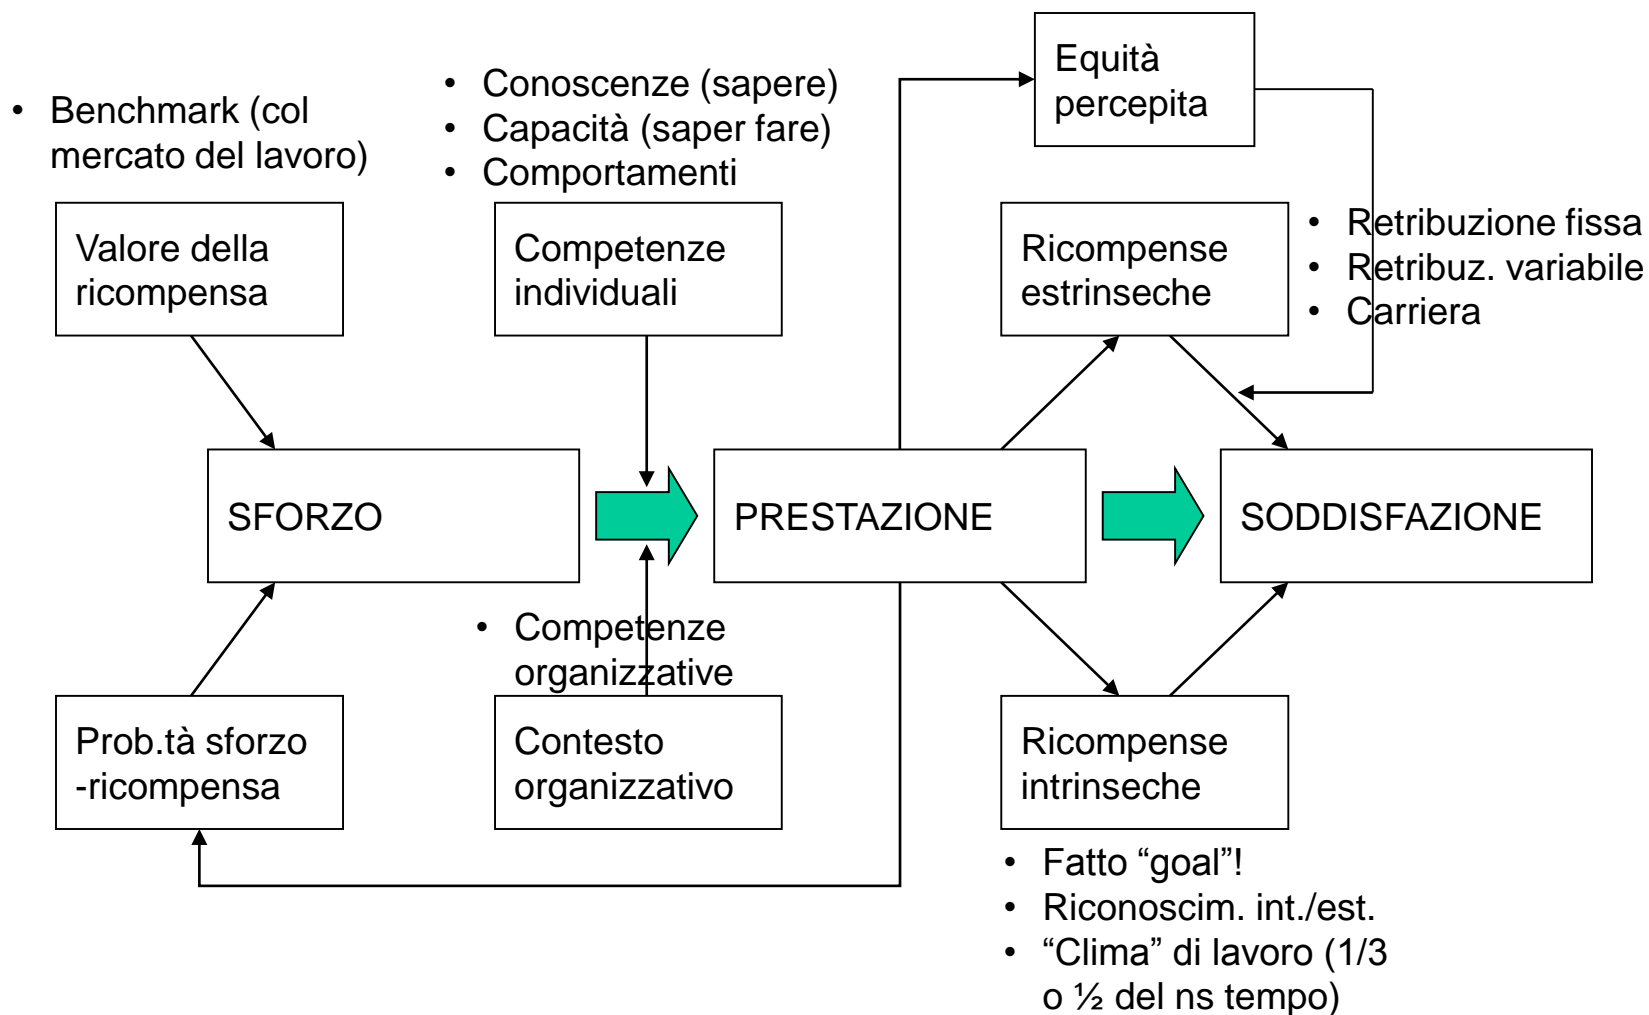 • Benchmark (col
mercato del lavoro)
• Conoscenze (sapere)
• Capacità (saper fare)
• Comportamenti
Equità
percepita
Valore della
ricompensa
Competenze
individuali
Ricompense
estrinseche
• Retribuzione fissa
• Retribuz. variabile
• Carriera
SFORZO
PRESTAZIONE
SODDISFAZIONE
• Competenze
organizzative
Prob.tà sforzo
-ricompensa
Contesto
organizzativo
Ricompense
intrinseche
• Fatto “goal”!
• Riconoscim. int./est.
• “Clima” di lavoro (1/3
o ½ del ns tempo)